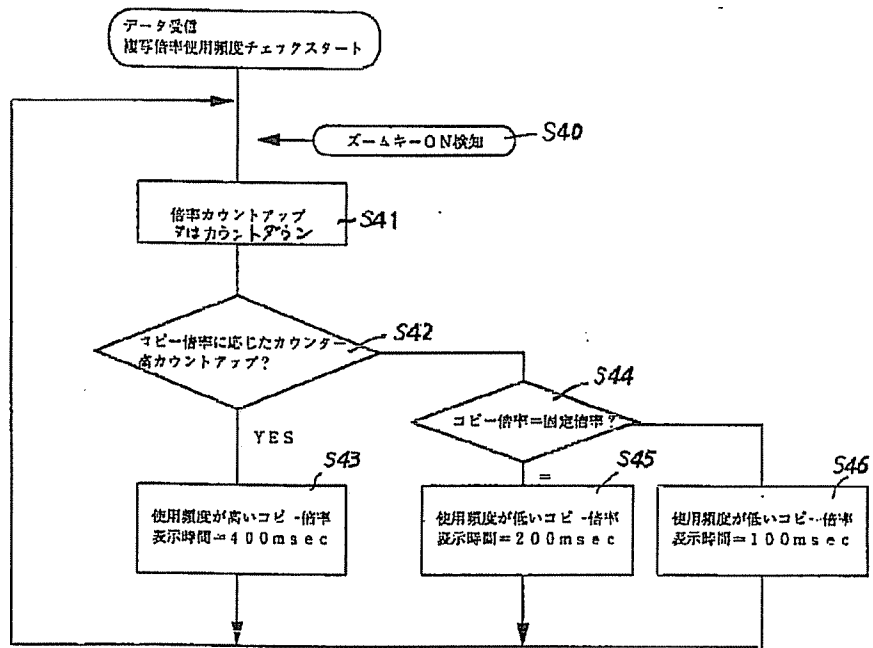 データ受信
複写倍率使用頻度チェックスタート
ズームキーON検知
S40
倍率カウントアップ
又はカウントダウン
S41
コピー倍率に応じたカウンター
高カウントアップ?
S42
YES
コピー倍率=固定倍率?
S44
=
S43
使用頻度が高いコピー倍率
表示時間=400msec
S45
使用頻度が低いコピー倍率
表示時間=200msec
S46
使用頻度が低いコピー倍率
表示時間=100msec